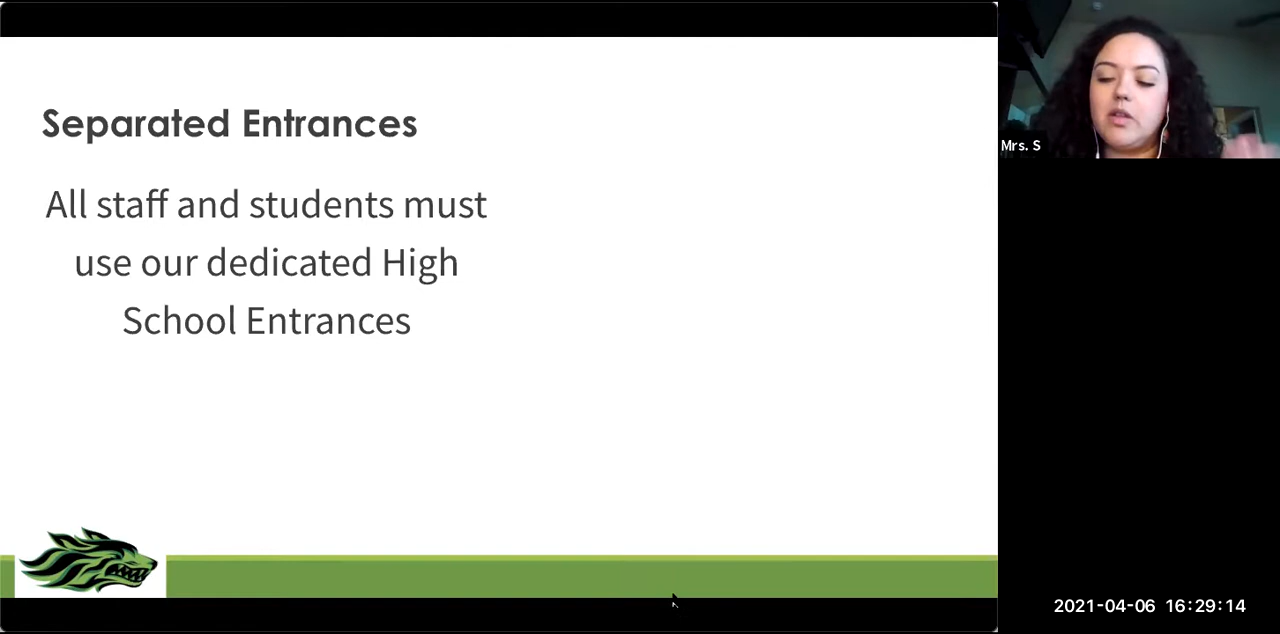 Separated Entrances
All staff and students must
use our dedicated High
School Entrances
Mrs. S
2021-04-06 16:29:14